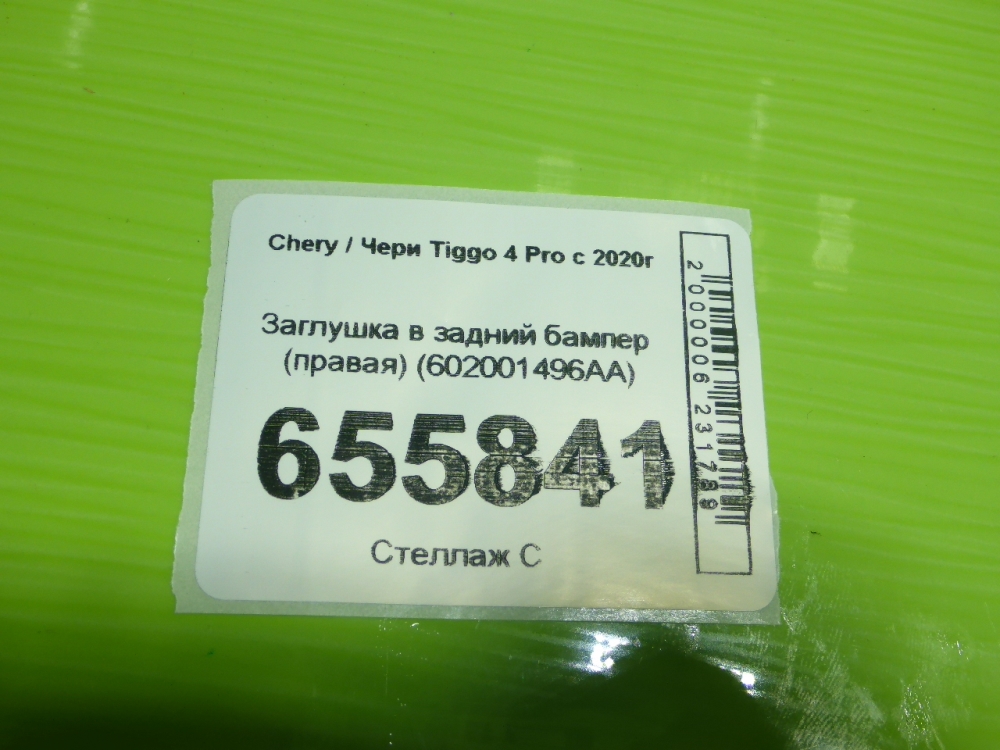 Chery / Чери Tiggo 4 Pro с 2020г
Заглушка в задний бампер
(правая) (602001496AA)
655841
Стеллаж С
2000006231789